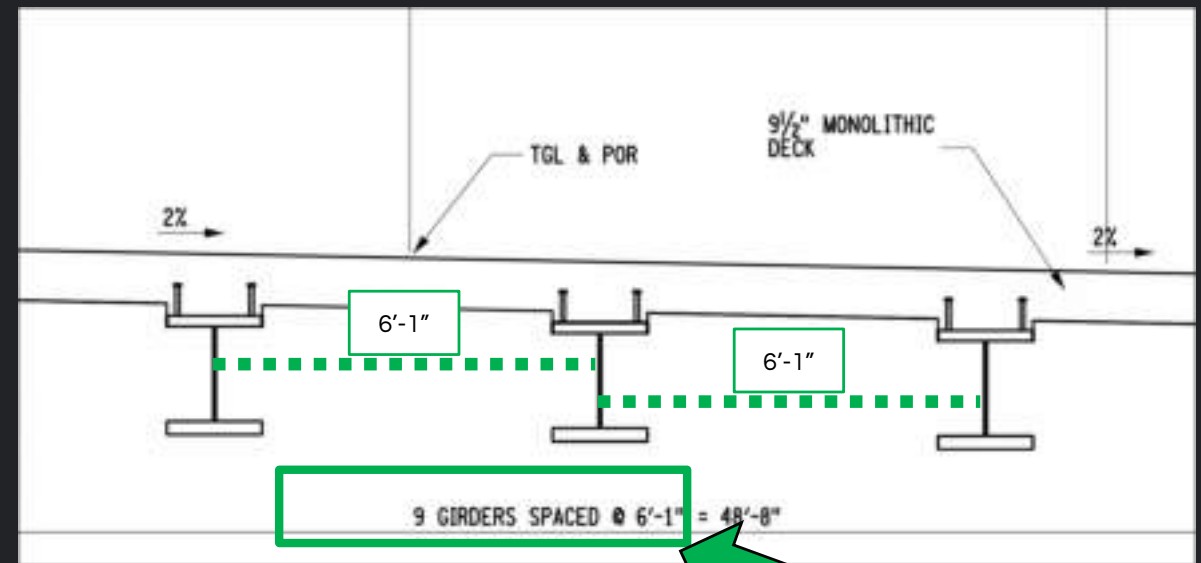 9½" MONOLITHIC
DECK
TGL & POR
2%
2%
6'-1"
6'-1"
9 GIRDERS SPACED @ 6'-1" = 48'-8"